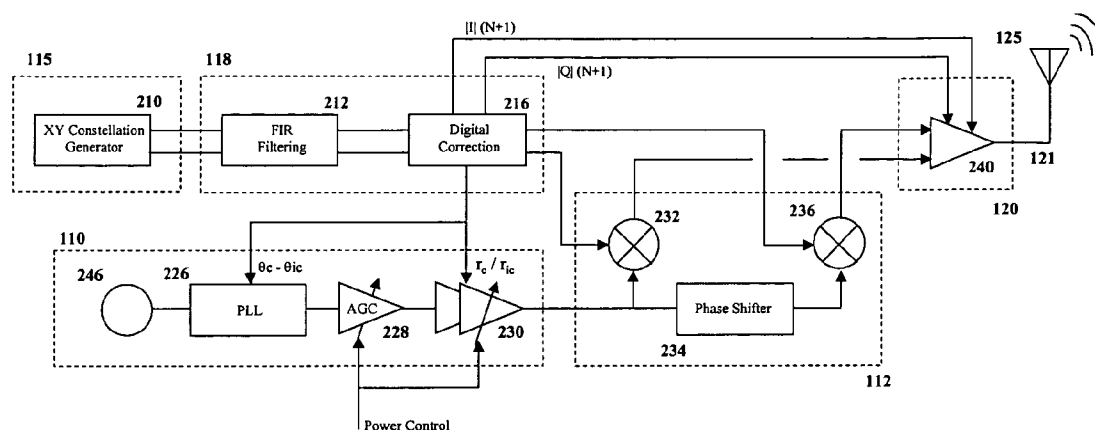 |I| (N+1)
125
115
118
|Q| (N+1)
210
212
216
XY Constellation
Generator
FIR
Filtering
Digital
Correction
240
121
232
236
120
110
246
226
θc - θic
rc / ric
PLL
AGC
228
230
Phase Shifter
234
112
Power Control